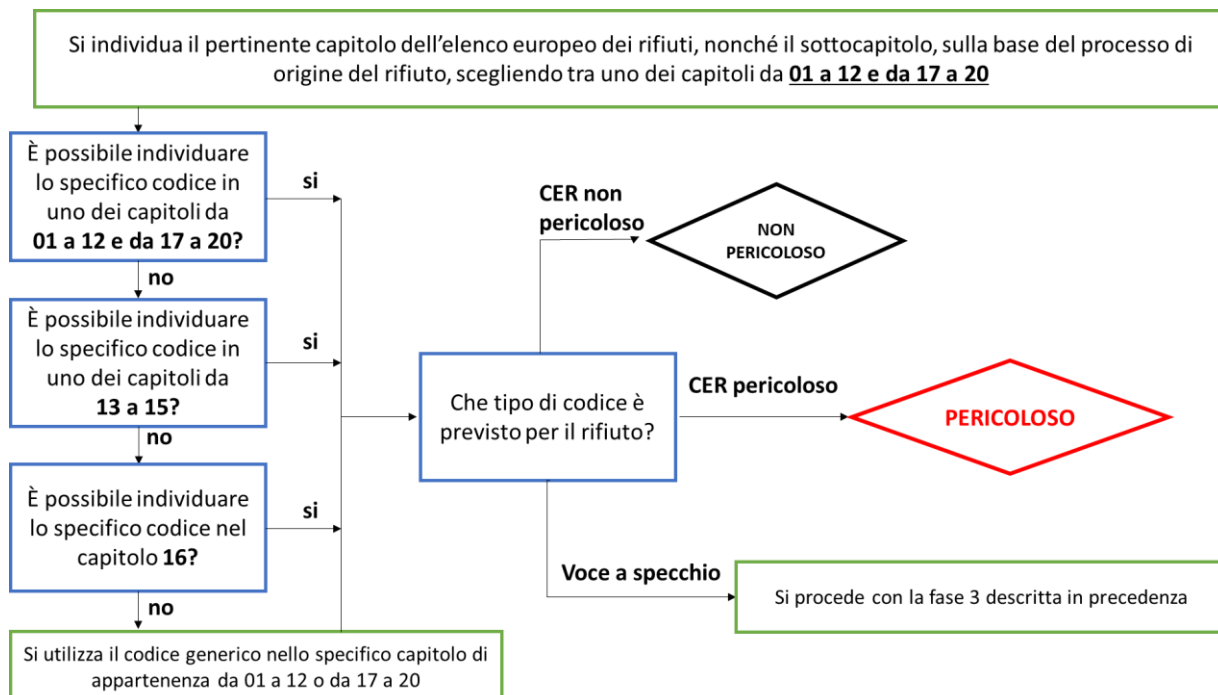 Si individua il pertinente capitolo dell'elenco europeo dei rifiuti, nonché il sottocapitolo, sulla base del processo di
origine del rifiuto, scegliendo tra uno dei capitoli da 01 a 12 e da 17 a 20
È possibile individuare
lo specifico codice in
uno dei capitoli da
01 a 12 e da 17 a 20?
si
no
È possibile individuare
lo specifico codice in
uno dei capitoli da
13 a 15?
si
no
È possibile individuare
lo specifico codice nel
capitolo 16?
si
no
Si utilizza il codice generico nello specifico capitolo di
appartenenza da 01 a 12 o da 17 a 20
Che tipo di codice è
previsto per il rifiuto?
CER non
pericoloso
NON
PERICOLOSO
CER pericoloso
PERICOLOSO
Voce a specchio
Si procede con la fase 3 descritta in precedenza